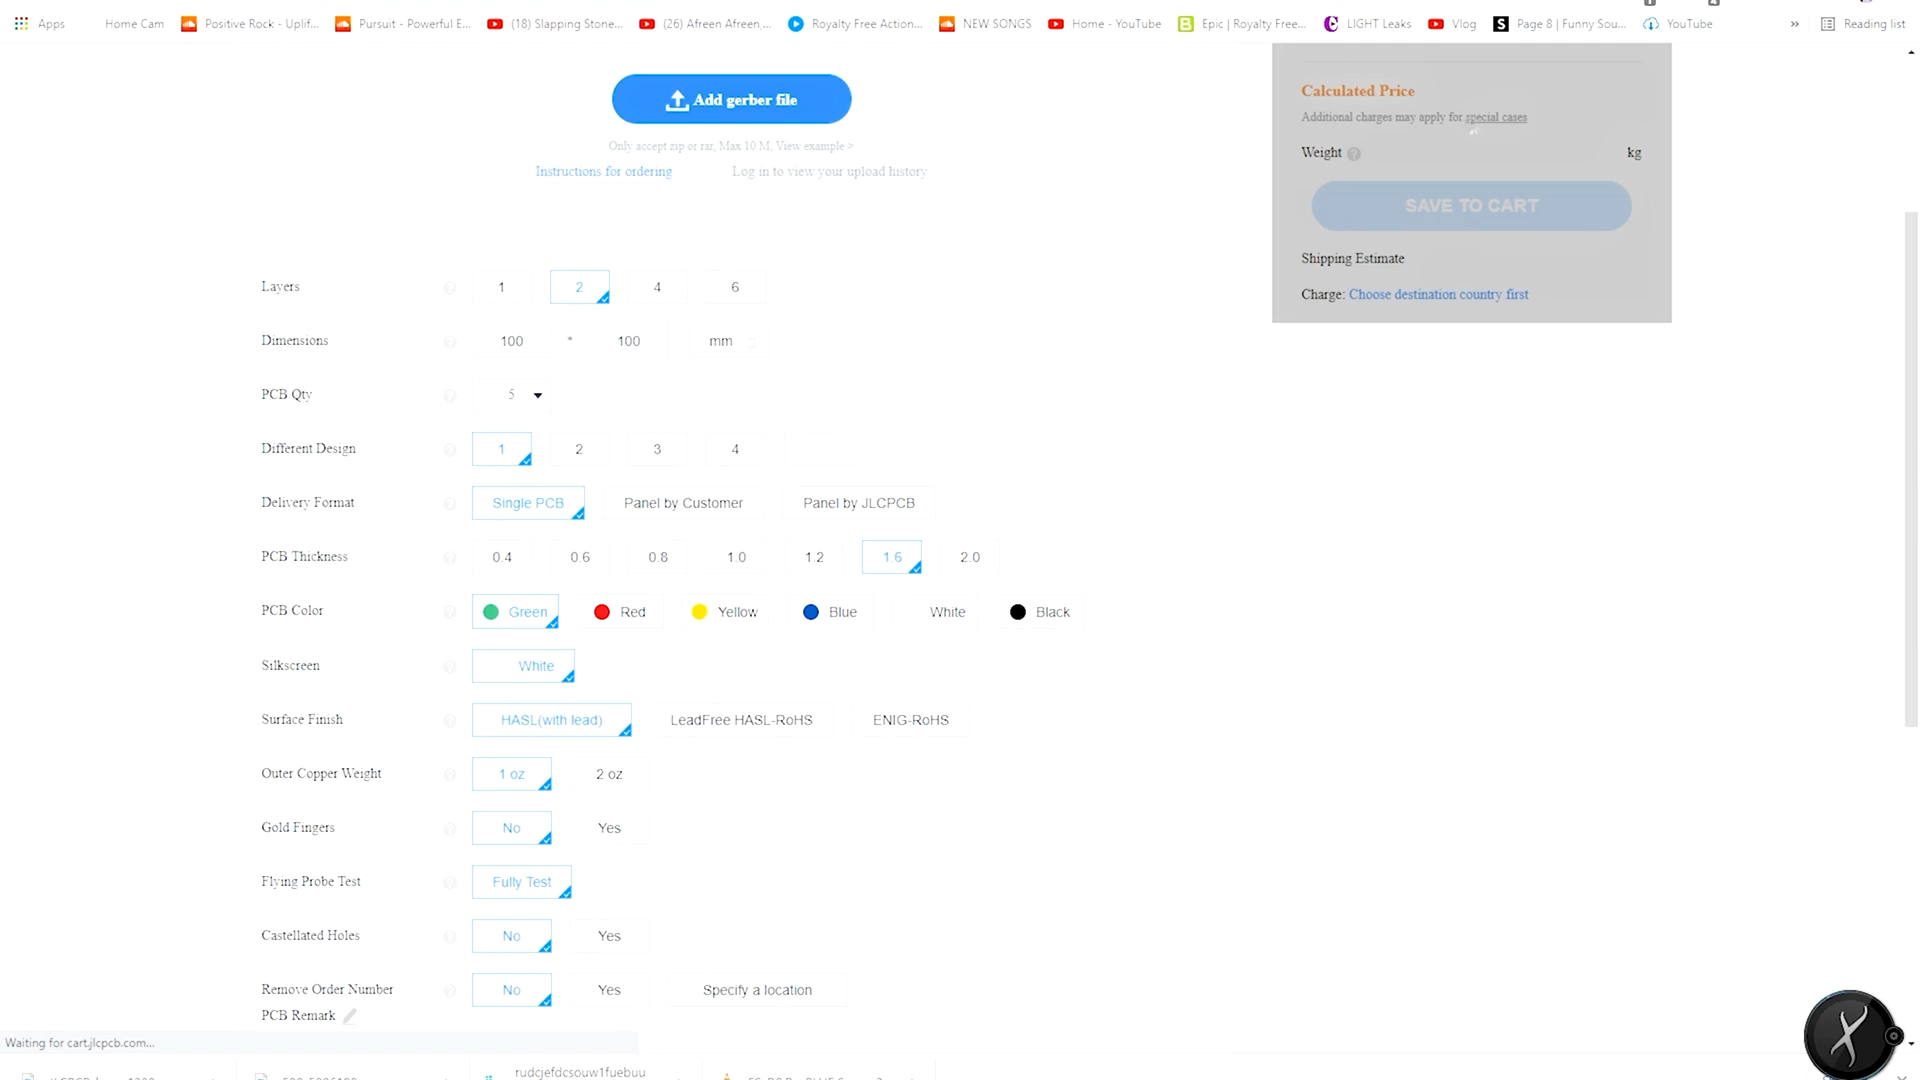 Apps Home Cam Positive Rock - Uplif... Pursuit - Powerful E... (18) Slapping Stone... (26) Afreen Afreen,... Royalty Free Action... NEW SONGS Home - YouTube Epic | Royalty Free... LIGHT Leaks Vlog Page 8 | Funny Sou... YouTube » Reading list
Add gerber file
Only accept zip or rar, Max 10 M, View example >
Instructions for ordering Log in to view your upload history
Calculated Price
Additional charges may apply for special cases
Weight ? kg
SAVE TO CART
Shipping Estimate
Charge: Choose destination country first
Layers ? 1 2 4 6
Dimensions ? 100 * 100 mm
PCB Qty ? 5
Different Design ? 1 2 3 4
Delivery Format ? Single PCB Panel by Customer Panel by JLCPCB
PCB Thickness ? 0.4 0.6 0.8 1.0 1.2 1.6 2.0
PCB Color ? Green Red Yellow Blue White Black
Silkscreen ? White
Surface Finish ? HASL(with lead) LeadFree HASL-RoHS ENIG-RoHS
Outer Copper Weight ? 1 oz 2 oz
Gold Fingers ? No Yes
Flying Probe Test ? Fully Test
Castellated Holes ? No Yes
Remove Order Number ? No Yes Specify a location
PCB Remark
Waiting for cart.jlcpcb.com...
rudcjefdcsouw1fuebuu